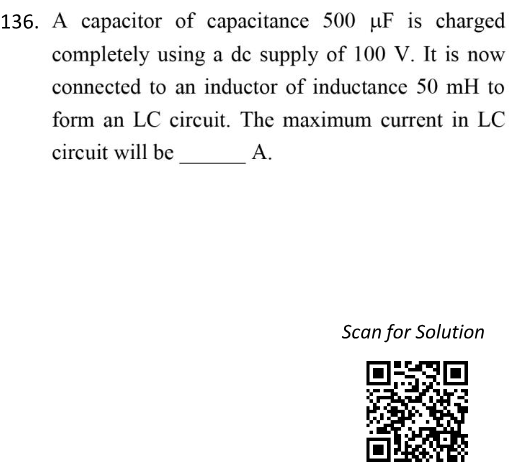 136. A capacitor of capacitance 500 μF is charged
completely using a dc supply of 100 V. It is now
connected to an inductor of inductance 50 mH to
form an LC circuit. The maximum current in LC
circuit will be ______ A.
Scan for Solution